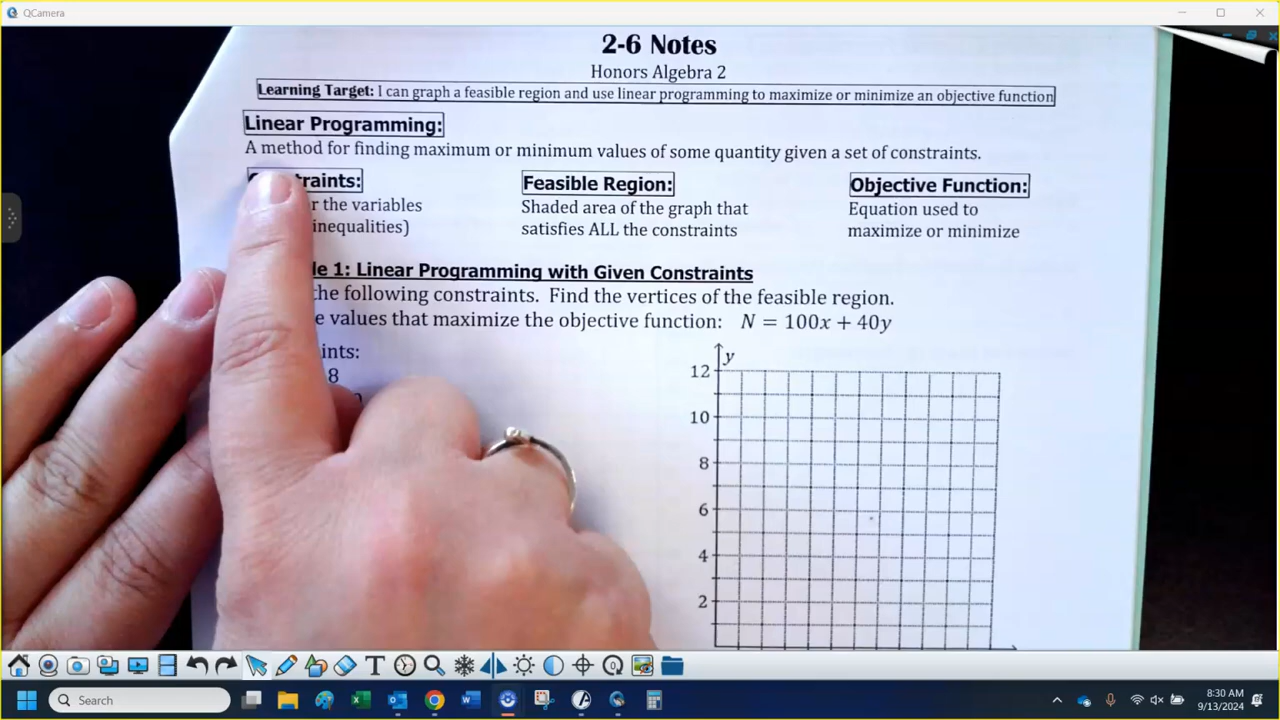 QCamera
2-6 Notes
Honors Algebra 2
Learning Target: I can graph a feasible region and use linear programming to maximize or minimize an objective function
Linear Programming:
A method for finding maximum or minimum values of some quantity given a set of constraints.
raints: Feasible Region: Objective Function:
r the variables Shaded area of the graph that Equation used to
inequalities) satisfies ALL the constraints maximize or minimize
le 1: Linear Programming with Given Constraints
the following constraints. Find the vertices of the feasible region.
e values that maximize the objective function: N = 100x + 40y
ints:
8
y
12
10
8
6
4
2
Search
8:30 AM
9/13/2024